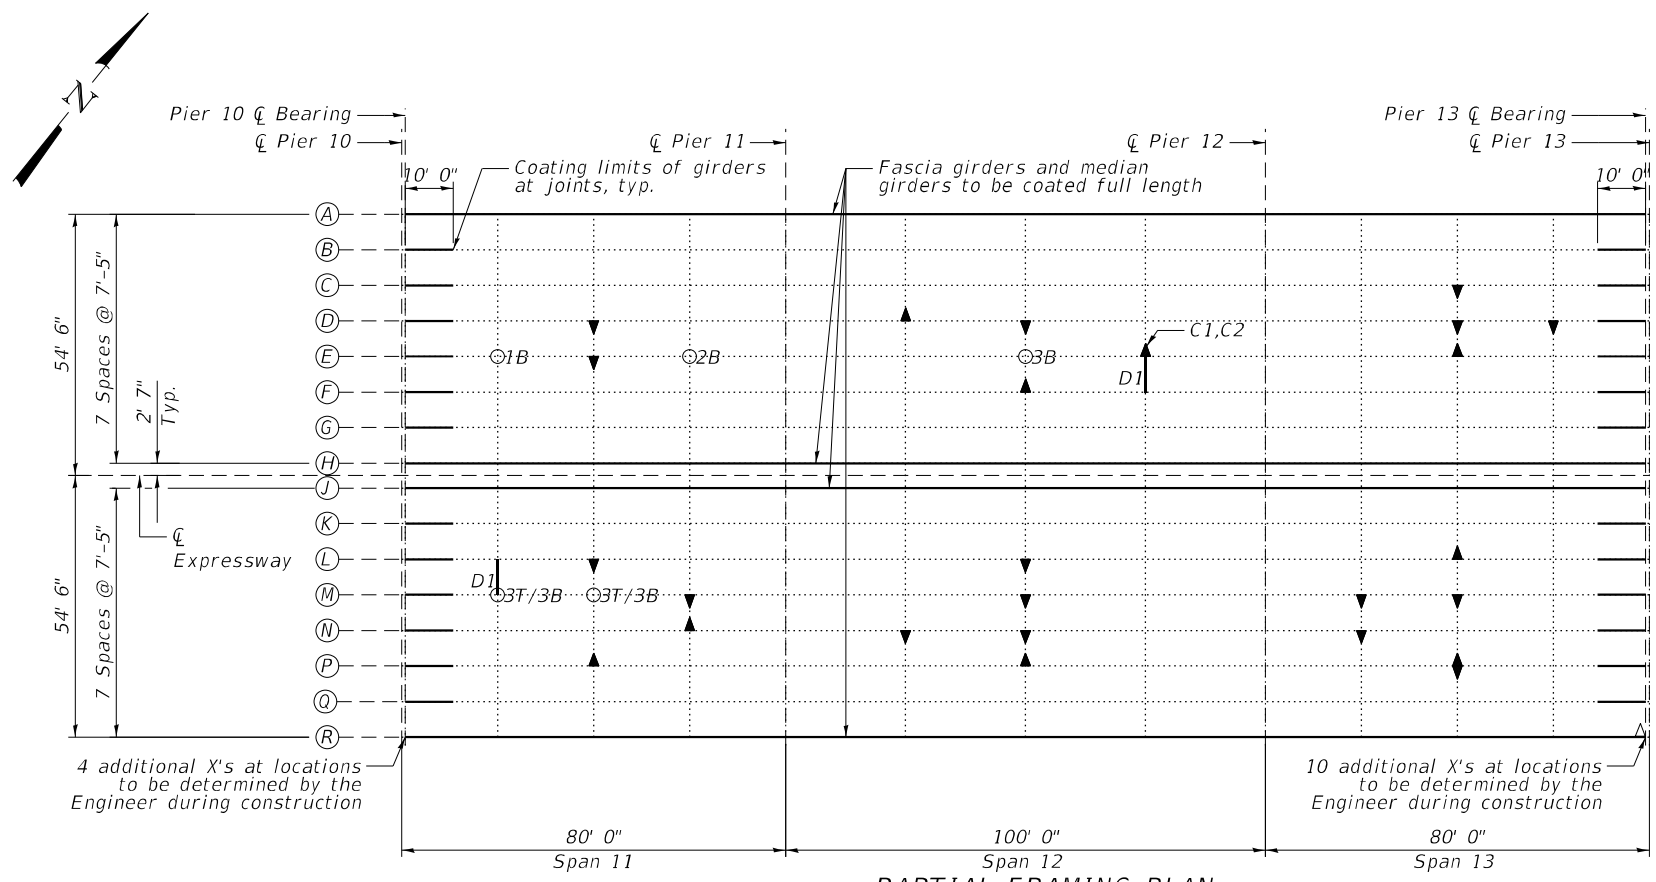 N
Pier 10 ℄ Bearing
℄ Pier 10
℄ Pier 11
℄ Pier 12
Pier 13 ℄ Bearing
℄ Pier 13
10' 0"
Coating limits of girders
at joints, typ.
Fascia girders and median
girders to be coated full length
10' 0"
A
B
C
D
E
F
G
H
J
K
L
M
N
P
Q
R
54' 6"
7 Spaces @ 7'-5"
2' 7"
Typ.
℄
Expressway
54' 6"
7 Spaces @ 7'-5"
1B
2B
3B
C1,C2
D1
D1
3T/3B
3T/3B
4 additional X's at locations
to be determined by the
Engineer during construction
10 additional X's at locations
to be determined by the
Engineer during construction
80' 0"
Span 11
100' 0"
Span 12
80' 0"
Span 13
PARTIAL FRAMING PLAN